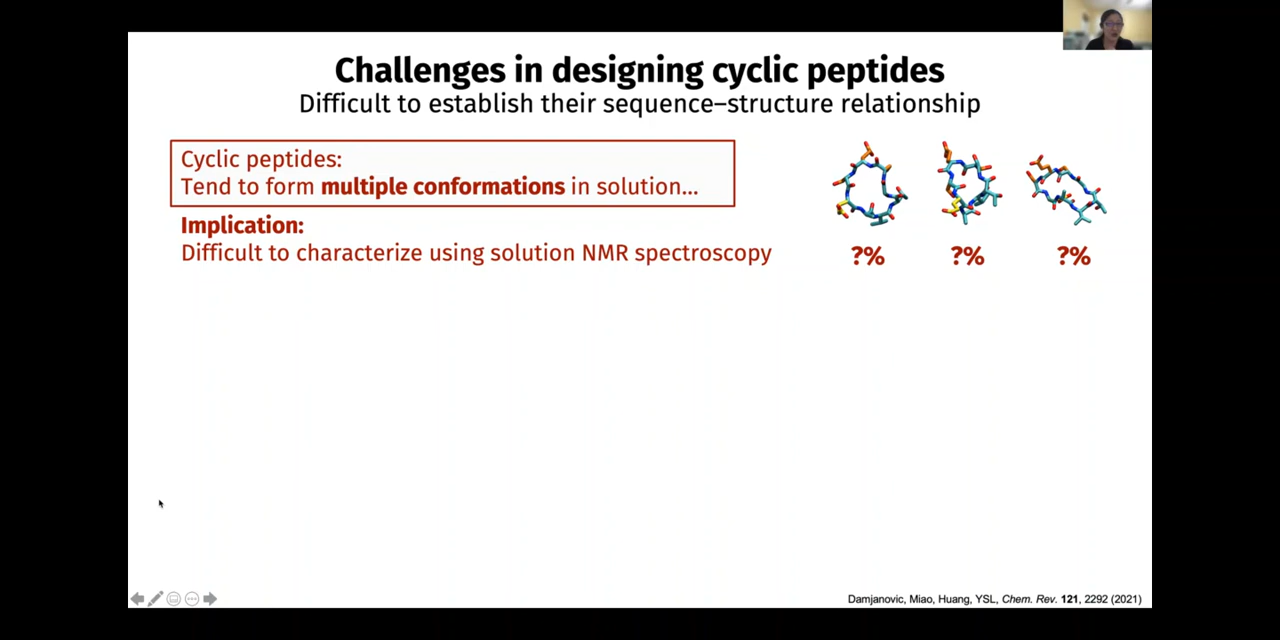 Challenges in designing cyclic peptides
Difficult to establish their sequence–structure relationship
Cyclic peptides:
Tend to form multiple conformations in solution...
Implication:
Difficult to characterize using solution NMR spectroscopy
?% ?% ?%
Damjanovic, Miao, Huang, YSL, Chem. Rev. 121, 2292 (2021)